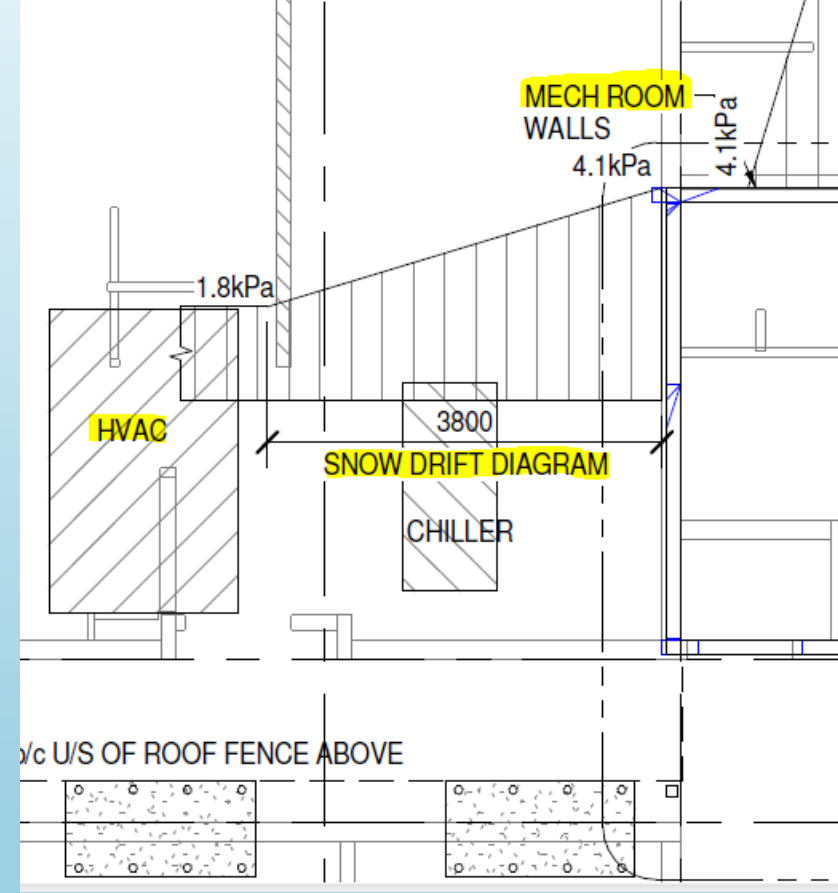 MECH ROOM
WALLS
4.1kPa
4.1kPa
1.8kPa
HVAC
3800
SNOW DRIFT DIAGRAM
CHILLER
U/S OF ROOF FENCE ABOVE